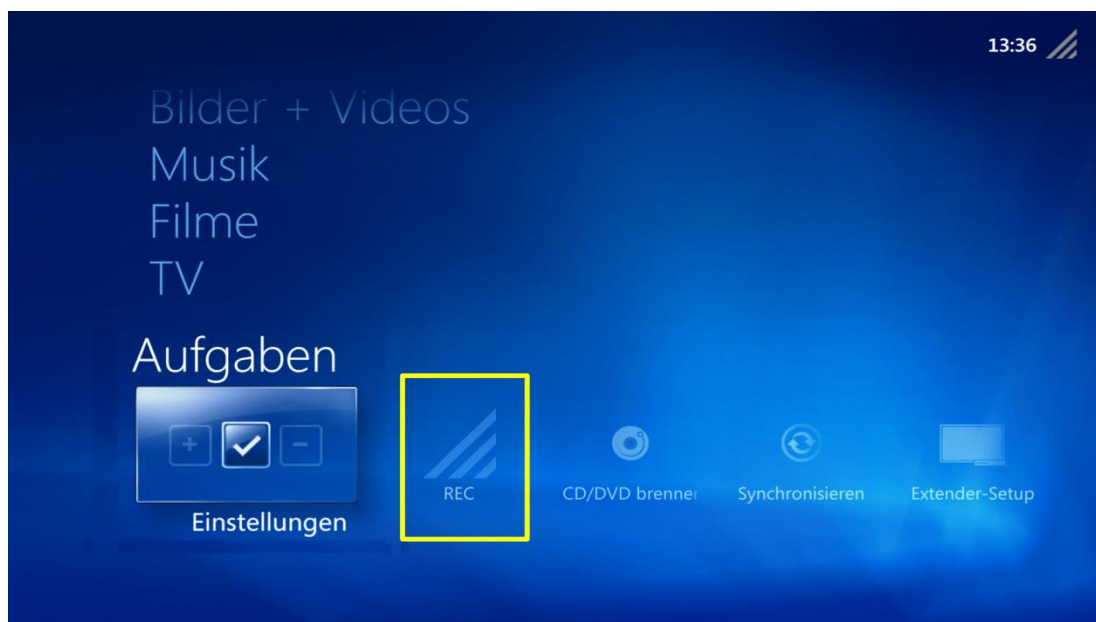 13:36
Bilder + Videos
Musik
Filme
TV
Aufgaben
REC
CD/DVD brenner
Synchronisieren
Extender-Setup
Einstellungen